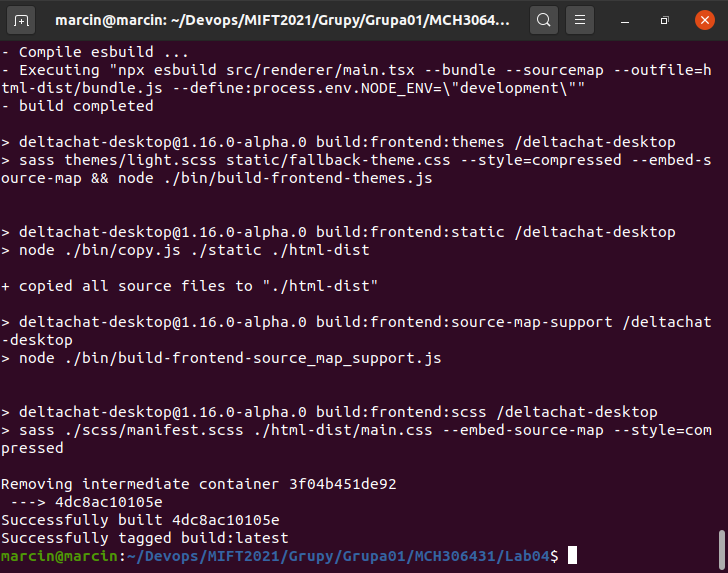 marcin@marcin: ~/Devops/MIFT2021/Grupy/Grupa01/MCH3064...
- Compile esbuild ...
- Executing "npx esbuild src/renderer/main.tsx --bundle --sourcemap --outfile=h
tml-dist/bundle.js --define:process.env.NODE_ENV=\"development\""
- build completed

> deltachat-desktop@1.16.0-alpha.0 build:frontend:themes /deltachat-desktop
> sass themes/light.scss static/fallback-theme.css --style=compressed --embed-s
ource-map && node ./bin/build-frontend-themes.js

> deltachat-desktop@1.16.0-alpha.0 build:frontend:static /deltachat-desktop
> node ./bin/copy.js ./static ./html-dist

+ copied all source files to "./html-dist"

> deltachat-desktop@1.16.0-alpha.0 build:frontend:source-map-support /deltachat
-desktop
> node ./bin/build-frontend-source_map_support.js

> deltachat-desktop@1.16.0-alpha.0 build:frontend:scss /deltachat-desktop
> sass ./scss/manifest.scss ./html-dist/main.css --embed-source-map --style=com
pressed

Removing intermediate container 3f04b451de92
 ---> 4dc8ac10105e
Successfully built 4dc8ac10105e
Successfully tagged build:latest
marcin@marcin:~/Devops/MIFT2021/Grupy/Grupa01/MCH306431/Lab04$